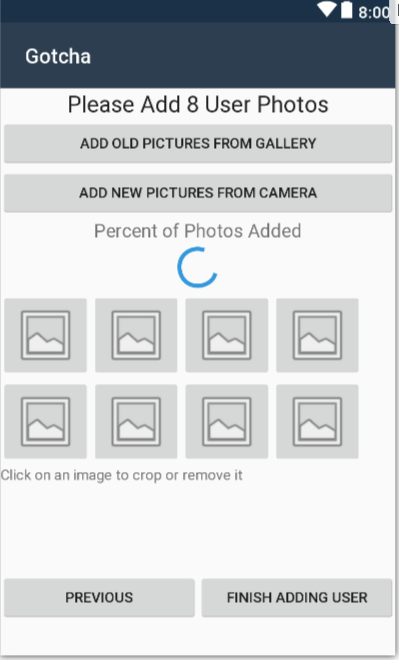 8:00
Gotcha
Please Add 8 User Photos
ADD OLD PICTURES FROM GALLERY
ADD NEW PICTURES FROM CAMERA
Percent of Photos Added
Click on an image to crop or remove it
PREVIOUS FINISH ADDING USER